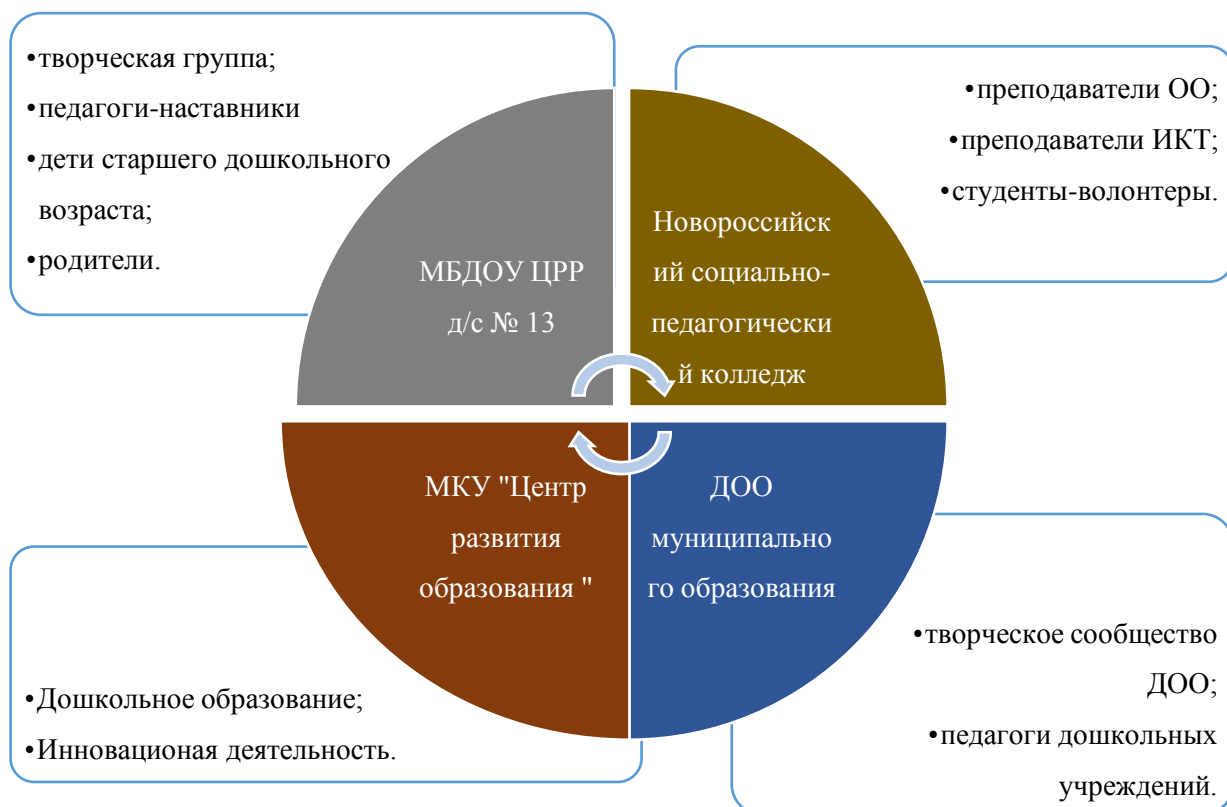 •творческая группа;
•педагоги-наставники
•дети старшего дошкольного
возраста;
•родители.
•преподаватели ОО;
•преподаватели ИКТ;
•студенты-волонтеры.
МБДОУ ЦРР
д/с № 13
Новороссийск
ий социально-
педагогически
й колледж
МКУ "Центр
развития
образования "
ДОО
муниципально
го образования
•Дошкольное образование;
•Инновационая деятельность.
•творческое сообщество
ДОО;
•педагоги дошкольных
учреждений.